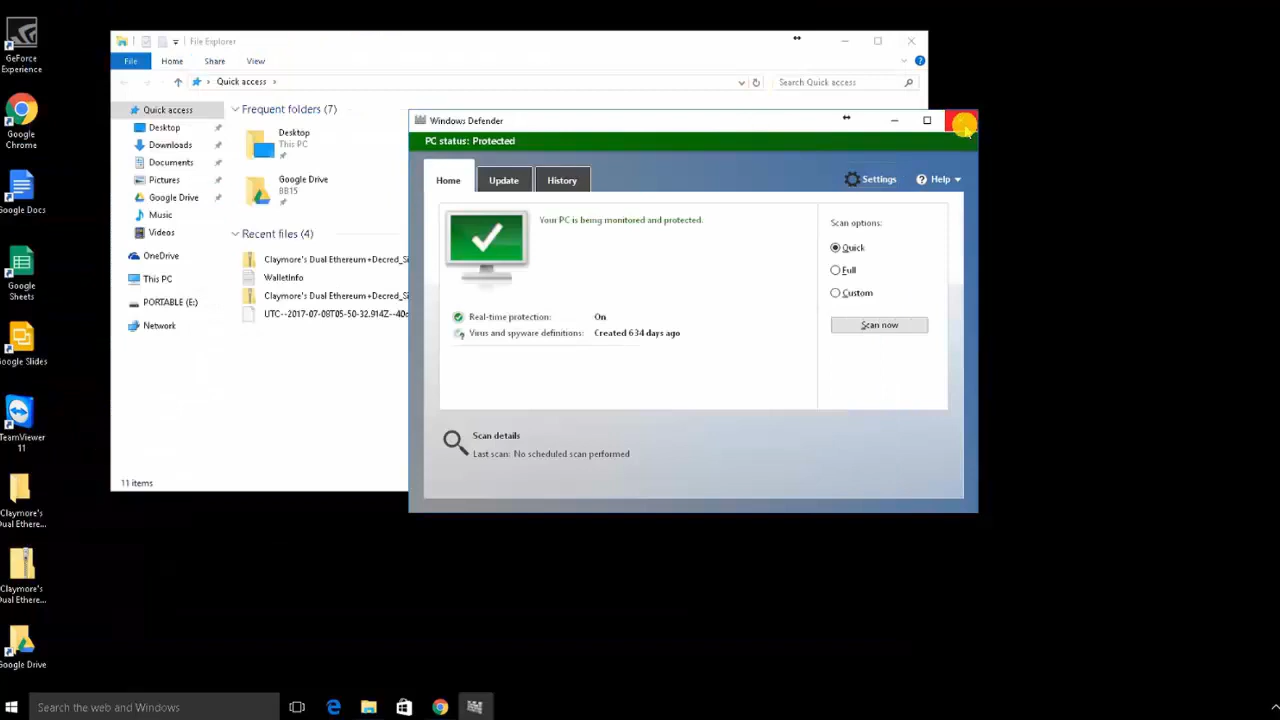 GeForce
Experience
Google
Chrome
Google Docs
Google
Sheets
Google Slides
TeamViewer
11
Claymore's
Dual Ethere...
Claymore's
Dual Ethere...
Google Drive
File Explorer
File
Home
Share
View
Quick access
Search Quick access
Quick access
Desktop
Downloads
Documents
Pictures
Google Drive
Music
Videos
OneDrive
This PC
PORTABLE (E:)
Network
Frequent folders (7)
Desktop
This PC
Google Drive
BB15
Recent files (4)
Claymore's Dual Ethereum+Decred_Si
WalletInfo
Claymore's Dual Ethereum+Decred_Si
UTC--2017-07-08T05-50-32.914Z--40
11 items
Windows Defender
PC status: Protected
Home
Update
History
Settings
Help
Your PC is being monitored and protected.
Real-time protection: On
Virus and spyware definitions: Created 634 days ago
Scan options:
Quick
Full
Custom
Scan now
Scan details
Last scan: No scheduled scan performed
Search the web and Windows